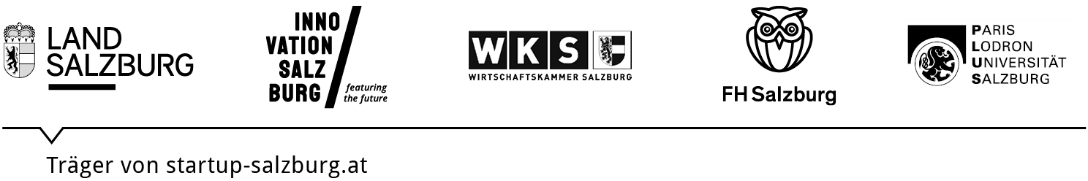 LAND
SALZBURG
INNO
VATION
SALZ
BURG
featuring
the future
WKS
WIRTSCHAFTSKAMMER SALZBURG
FH Salzburg
PARIS
LODRON
UNIVERSITÄT
SALZBURG
P
L
U
S
Träger von startup-salzburg.at